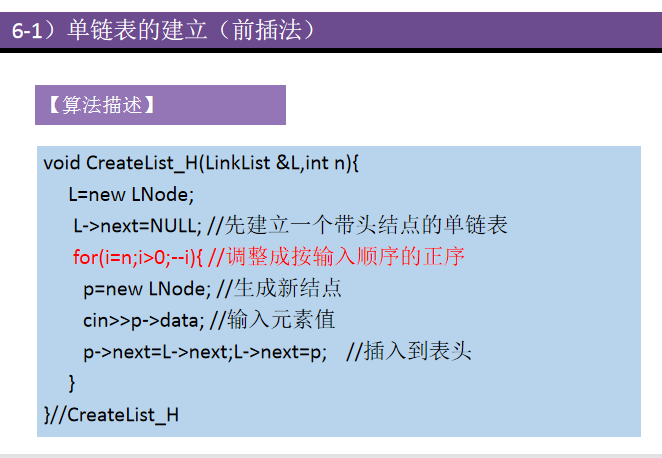 6-1）单链表的建立（前插法）
【算法描述】
void CreateList_H(LinkList &L,int n){
L=new LNode;
L->next=NULL; //先建立一个带头结点的单链表
for(i=n;i>0;--i){ //调整成按输入顺序的正序
p=new LNode; //生成新结点
cin>>p->data; //输入元素值
p->next=L->next;L->next=p; //插入到表头
}
}//CreateList_H